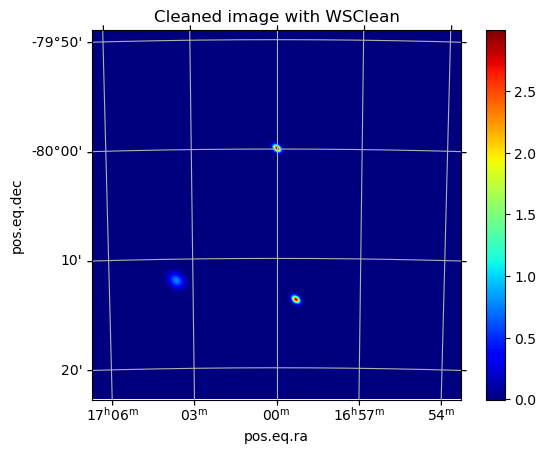 Cleaned image with WSClean
-79°50'
-80°00'
10'
20'
pos.eq.dec
17ʰ06ᵐ 03ᵐ 00ᵐ 16ʰ57ᵐ 54ᵐ
pos.eq.ra
2.5
2.0
1.5
1.0
0.5
0.0